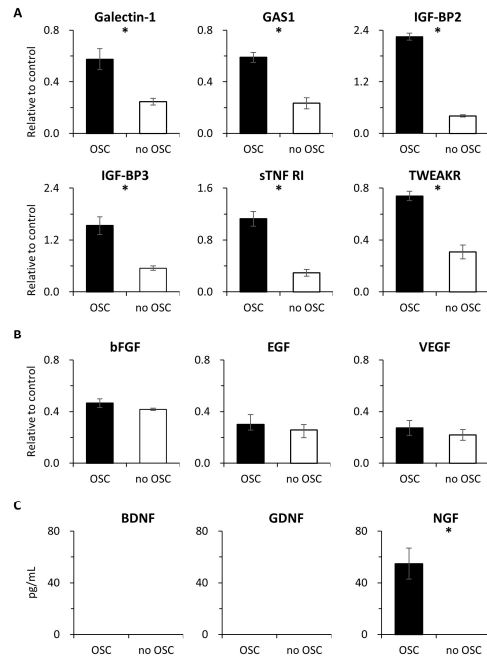 A
Galectin-1
GAS1
IGF-BP2
*
*
*
Relative to control
0.8
0.4
0.0
0.8
0.4
0.0
2.4
1.2
0.0
OSC no OSC
OSC no OSC
OSC no OSC
IGF-BP3
sTNF RI
TWEAKR
*
*
*
Relative to control
2.4
1.2
0.0
1.6
1.2
0.8
0.4
0.0
0.8
0.4
0.0
OSC no OSC
OSC no OSC
OSC no OSC
B
bFGF
EGF
VEGF
Relative to control
0.8
0.4
0.0
0.8
0.4
0.0
0.8
0.4
0.0
OSC no OSC
OSC no OSC
OSC no OSC
C
BDNF
GDNF
NGF
*
pg/mL
80
40
0
80
40
0
80
40
0
OSC no OSC
OSC no OSC
OSC no OSC